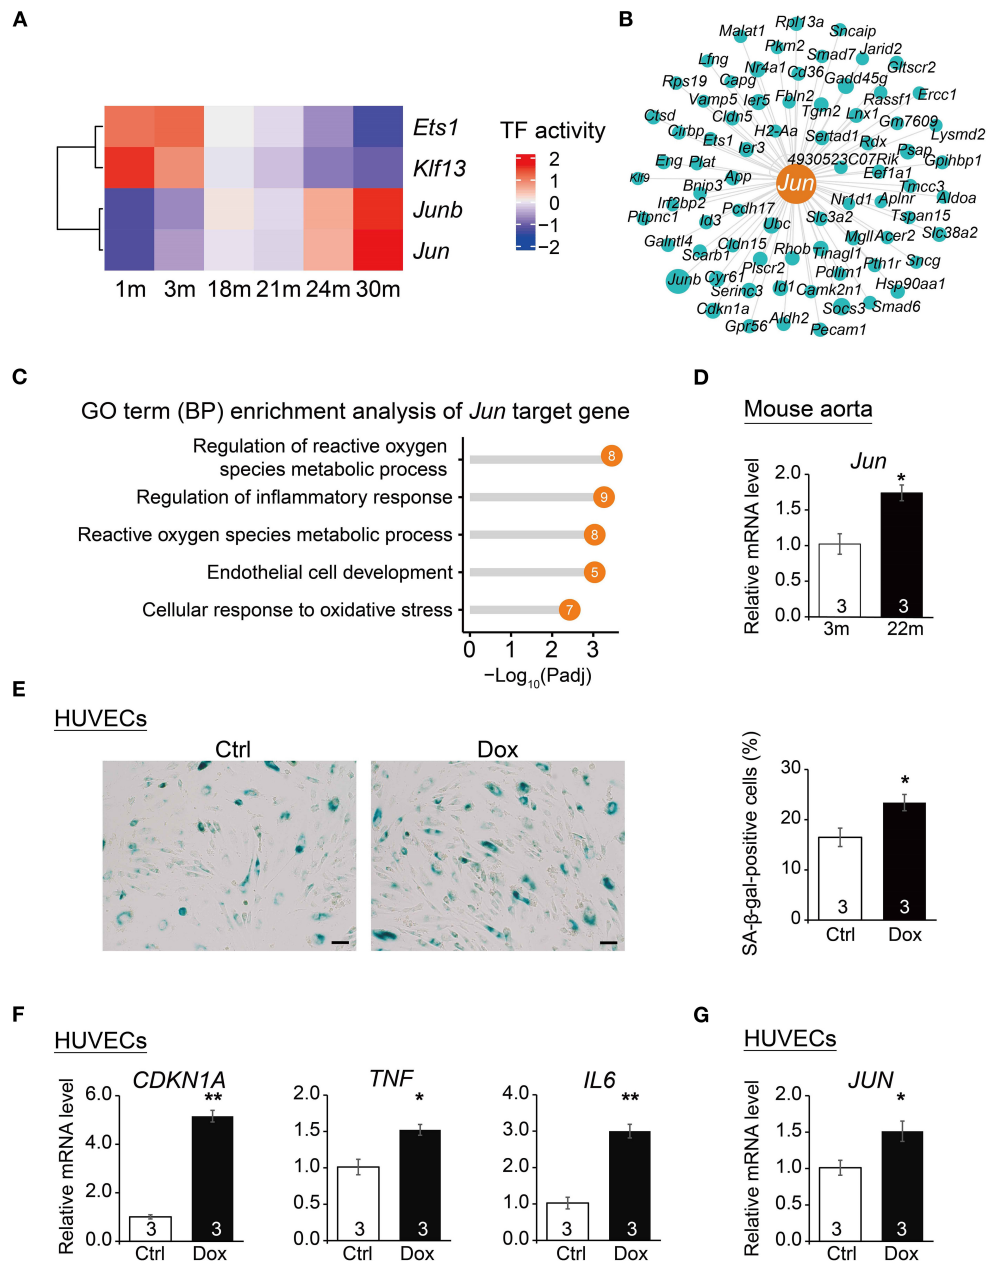 A
Ets1
Klf13
Junb
Jun
1m 3m 18m 21m 24m 30m
TF activity
2
1
0
−1
−2
B
Rpl13a
Malat1 Sncaip
Pkm2 Smad7 Jarid2
Lfng Nr4a1 Cd36 Gltscr2
Rps19 Capg Gadd45g
Vamp5 Ier5 Fbln2 Rassf1 Ercc1
Ctsd Cldn5 Tgm2 Lnx1 Gm7609
Cirbp Ets1 H2-Aa Sertad1 Rdx Lysmd2
Ier3 Psap
Eng Plat 4930523C07Rik Gpihbp1
Klf9 App Jun Eef1a1
Bnip3 Tmcc3
Irf2bp2 Nr1d1 Aplnr Aldoa
Pitpnc1 Id3 Pcdh17 Slc3a2 Tspan15
Ubc Slc38a2
Galntl4 Cldn15 Rhob Mgll Acer2
Scarb1 Tinagl1
Plscr2 Pth1r Sncg
Junb Cyr61 Pdlim1
Serinc3 Id1 Camk2n1 Hsp90aa1
Cdkn1a Socs3 Smad6
Gpr56 Aldh2 Pecam1
C
GO term (BP) enrichment analysis of Jun target gene
Regulation of reactive oxygen
species metabolic process
8
Regulation of inflammatory response 9
Reactive oxygen species metabolic process 8
Endothelial cell development 5
Cellular response to oxidative stress 7
0 1 2 3
−Log10(Padj)
D
Mouse aorta
Jun
Relative mRNA level
2.0
1.5
1.0
0.5
0.0
*
3 3
3m 22m
E
HUVECs
Ctrl Dox
SA-β-gal-positive cells (%)
30
20
10
0
*
3 3
Ctrl Dox
F
HUVECs
Relative mRNA level
CDKN1A
6.0
4.0
2.0
0.0
**
3 3
Ctrl Dox
TNF
2.0
1.5
1.0
0.5
0.0
*
3 3
Ctrl Dox
IL6
4.0
3.0
2.0
1.0
0.0
**
3 3
Ctrl Dox
G
HUVECs
JUN
Relative mRNA level
2.0
1.5
1.0
0.5
0.0
*
3 3
Ctrl Dox